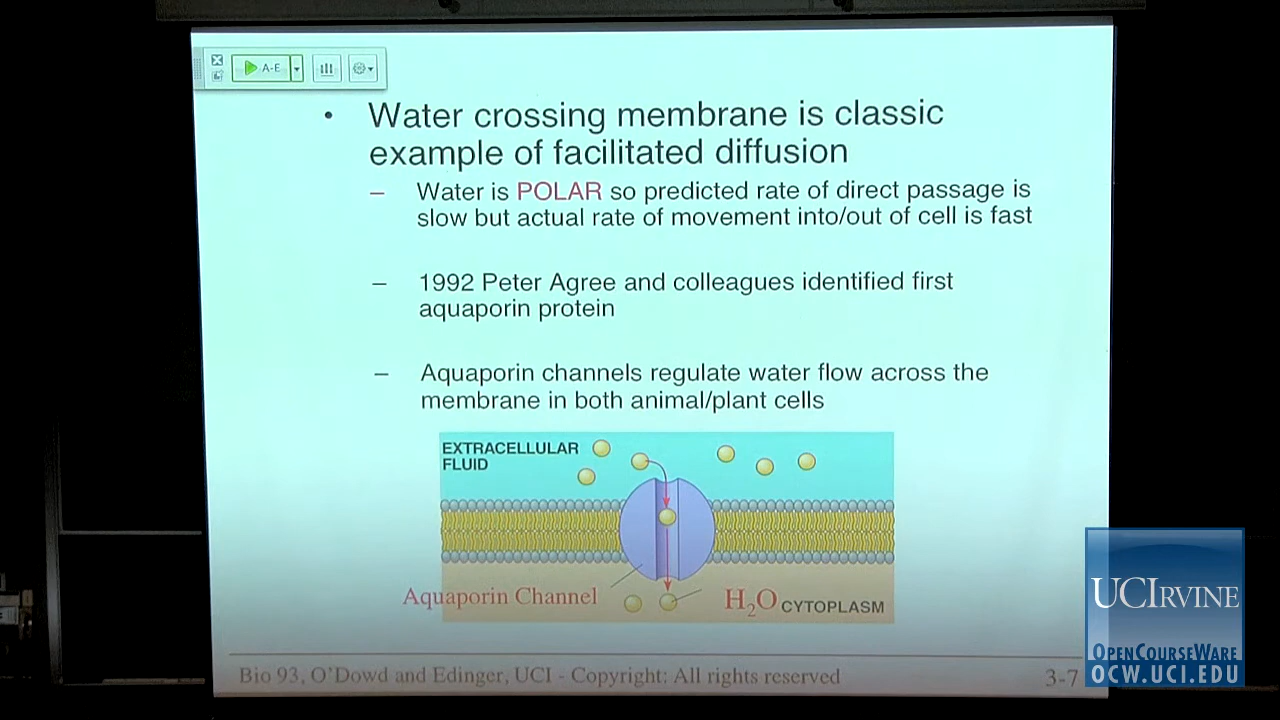 A-E
• Water crossing membrane is classic
example of facilitated diffusion
– Water is POLAR so predicted rate of direct passage is
slow but actual rate of movement into/out of cell is fast
– 1992 Peter Agree and colleagues identified first
aquaporin protein
– Aquaporin channels regulate water flow across the
membrane in both animal/plant cells
EXTRACELLULAR
FLUID
Aquaporin Channel
H₂O CYTOPLASM
Bio 93, O'Dowd and Edinger, UCI - Copyright: All rights reserved
3-7
UCIRVINE
OPENCOURSEWARE
OCW.UCI.EDU